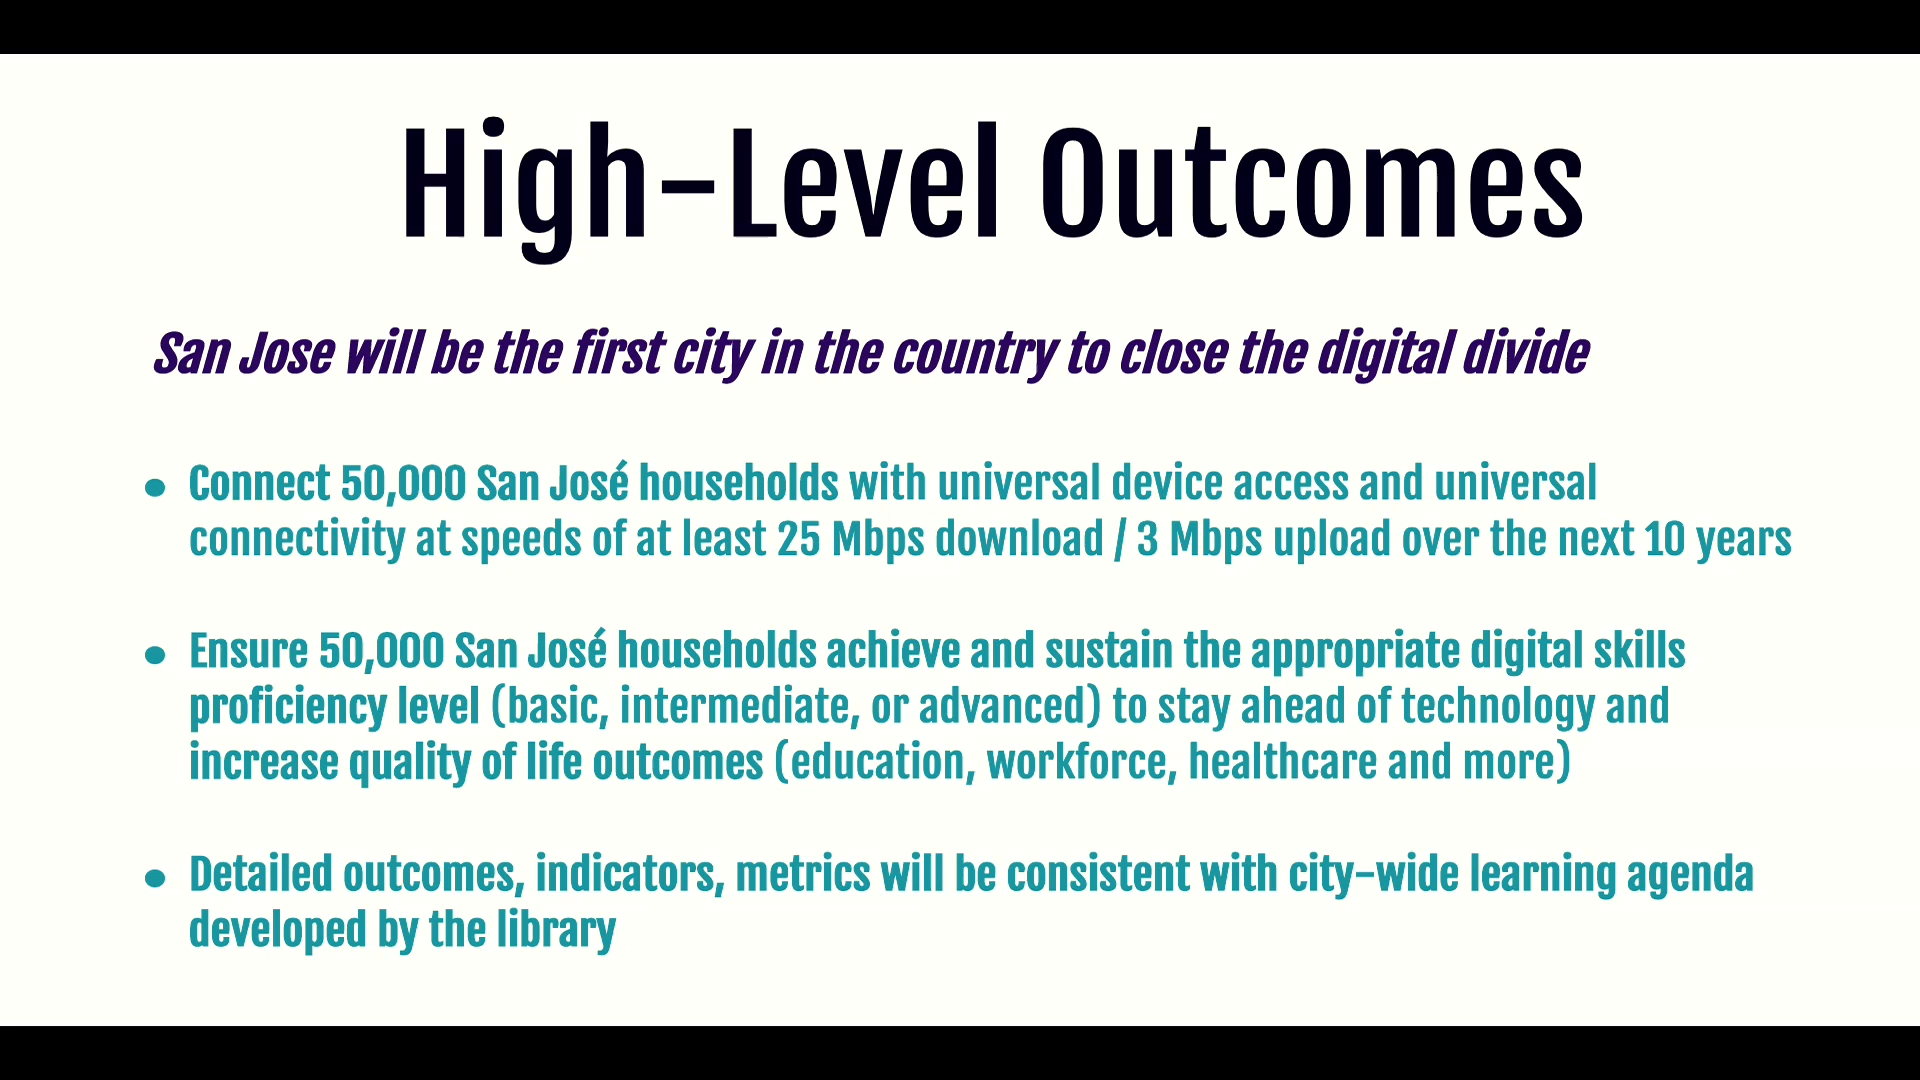 High-Level Outcomes
San Jose will be the first city in the country to close the digital divide
• Connect 50,000 San José households with universal device access and universal
connectivity at speeds of at least 25 Mbps download / 3 Mbps upload over the next 10 years
• Ensure 50,000 San José households achieve and sustain the appropriate digital skills
proficiency level (basic, intermediate, or advanced) to stay ahead of technology and
increase quality of life outcomes (education, workforce, healthcare and more)
• Detailed outcomes, indicators, metrics will be consistent with city-wide learning agenda
developed by the library